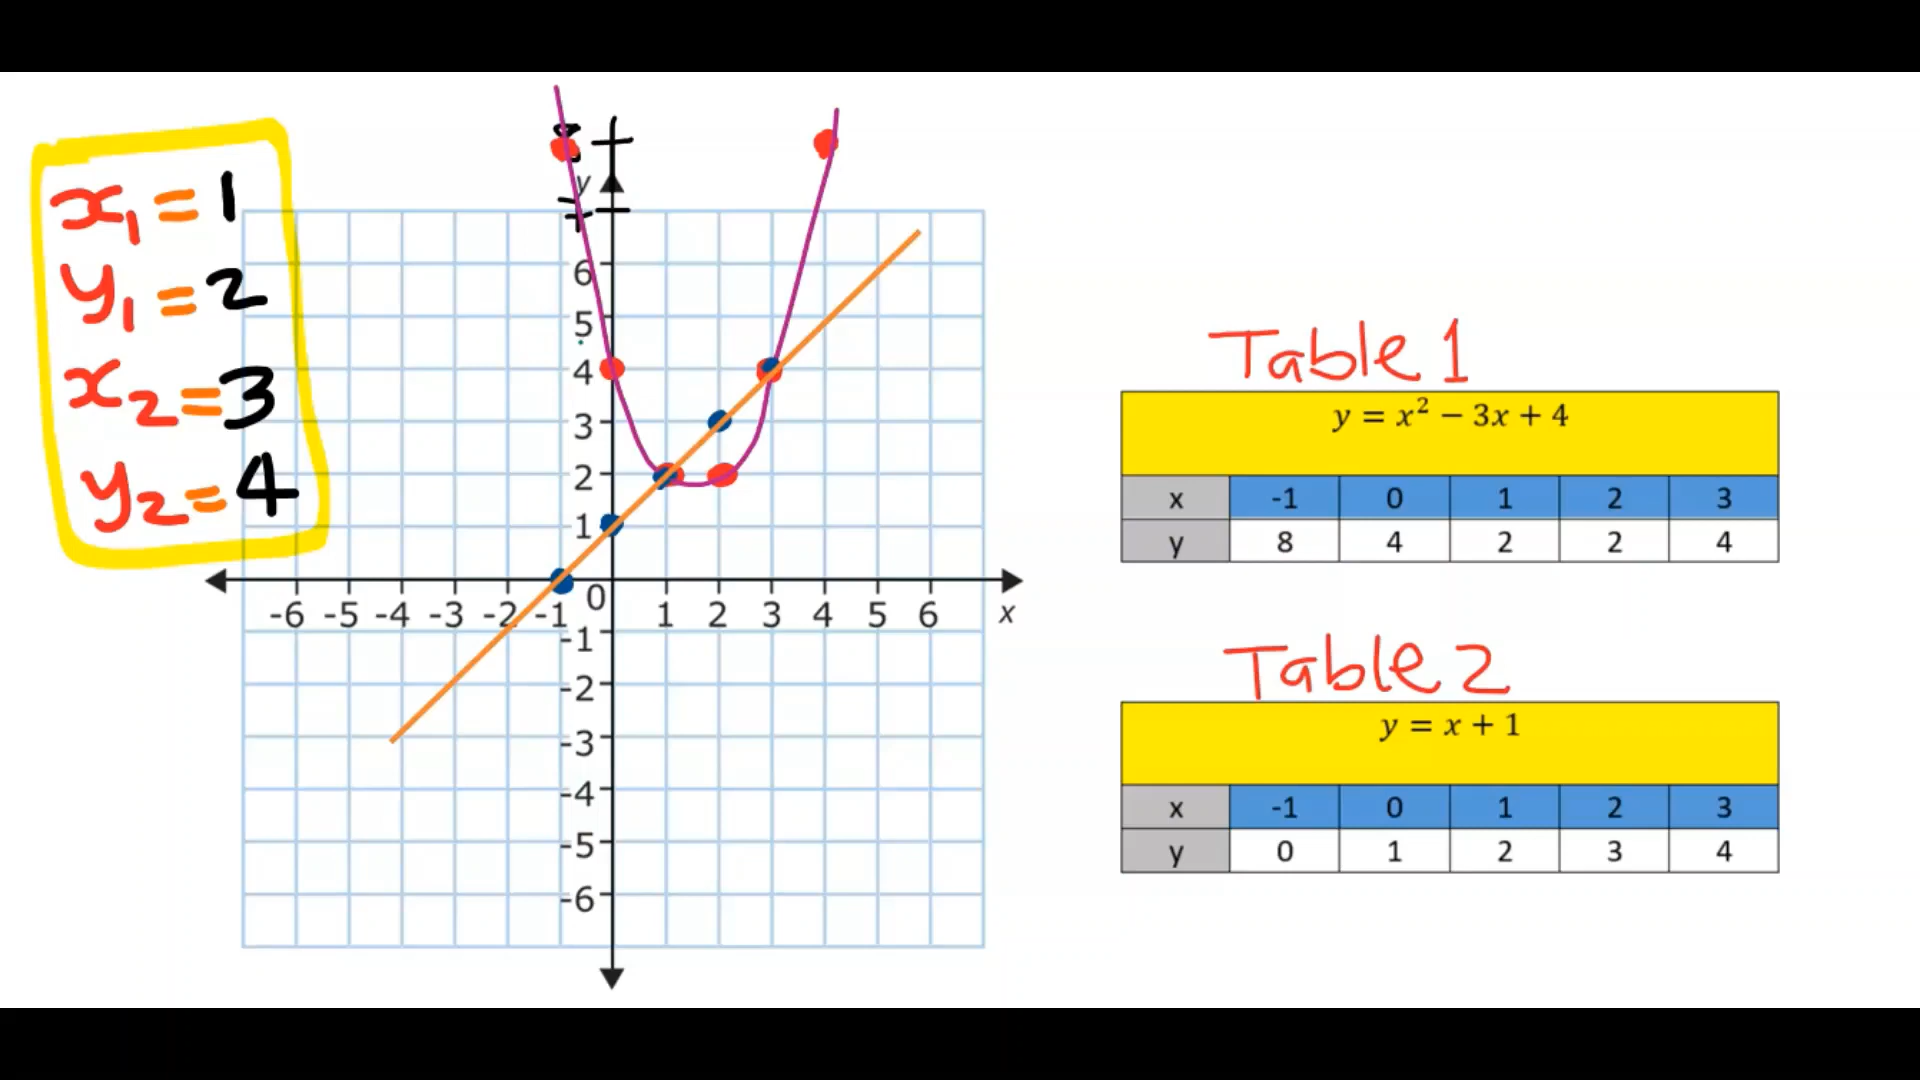 x₁ = 1
y₁ = 2
x₂ = 3
y₂ = 4
8
y
7
6
5
4
3
2
1
0
-6 -5 -4 -3 -2 -1 1 2 3 4 5 6 x
-1
-2
-3
-4
-5
-6
Table 1
y = x² − 3x + 4
x -1 0 1 2 3
y 8 4 2 2 4
Table 2
y = x + 1
x -1 0 1 2 3
y 0 1 2 3 4